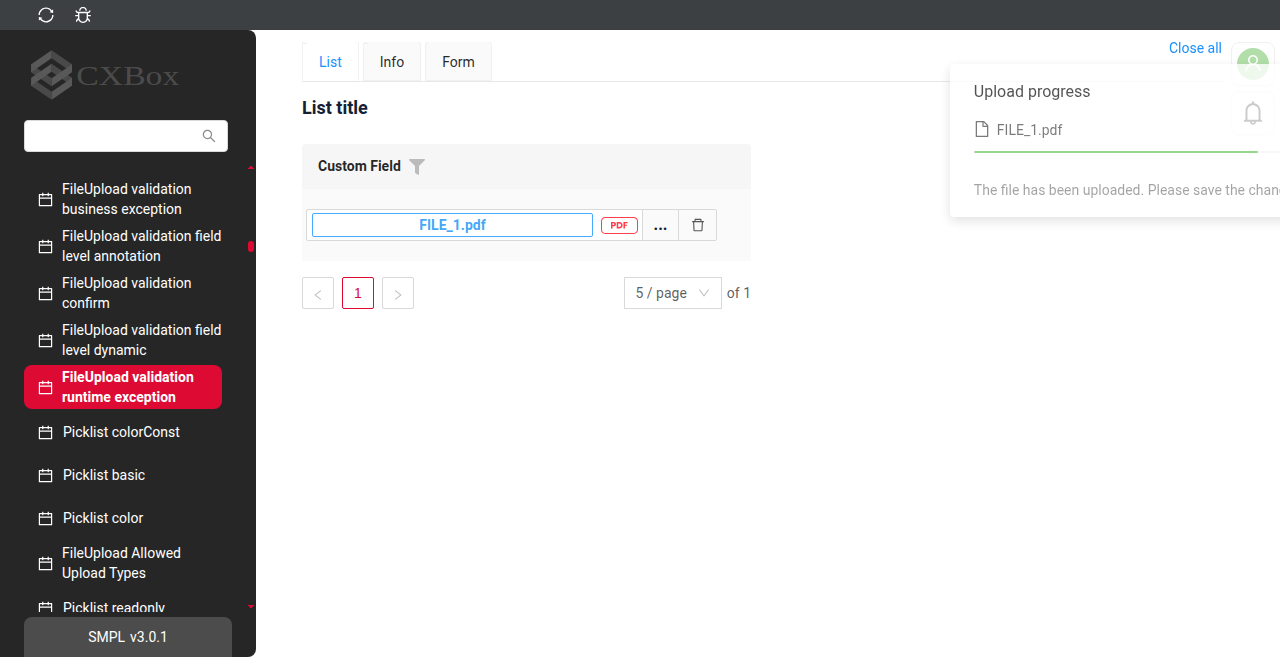 CXBox
FileUpload validation
business exception
FileUpload validation field
level annotation
FileUpload validation
confirm
FileUpload validation field
level dynamic
FileUpload validation
runtime exception
Picklist colorConst
Picklist basic
Picklist color
FileUpload Allowed
Upload Types
Picklist readonly
SMPL v3.0.1
List
Info
Form
List title
Custom Field
FILE_1.pdf
PDF
...
1
5 / page
of 1
Close all
Upload progress
FILE_1.pdf
The file has been uploaded. Please save the chan